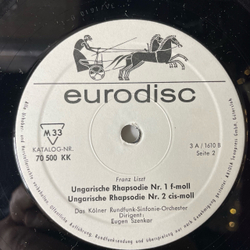 eurodisc
M 33
KATALOG-NR.
70 500 KK
3 A / 1610 B
Seite 2
Franz Liszt
Ungarische Rhapsodie Nr. 1 f-moll
Ungarische Rhapsodie Nr. 2 cis-moll
Das Kölner Rundfunk-Sinfonie-Orchester
Dirigent:
Eugen Szenkar